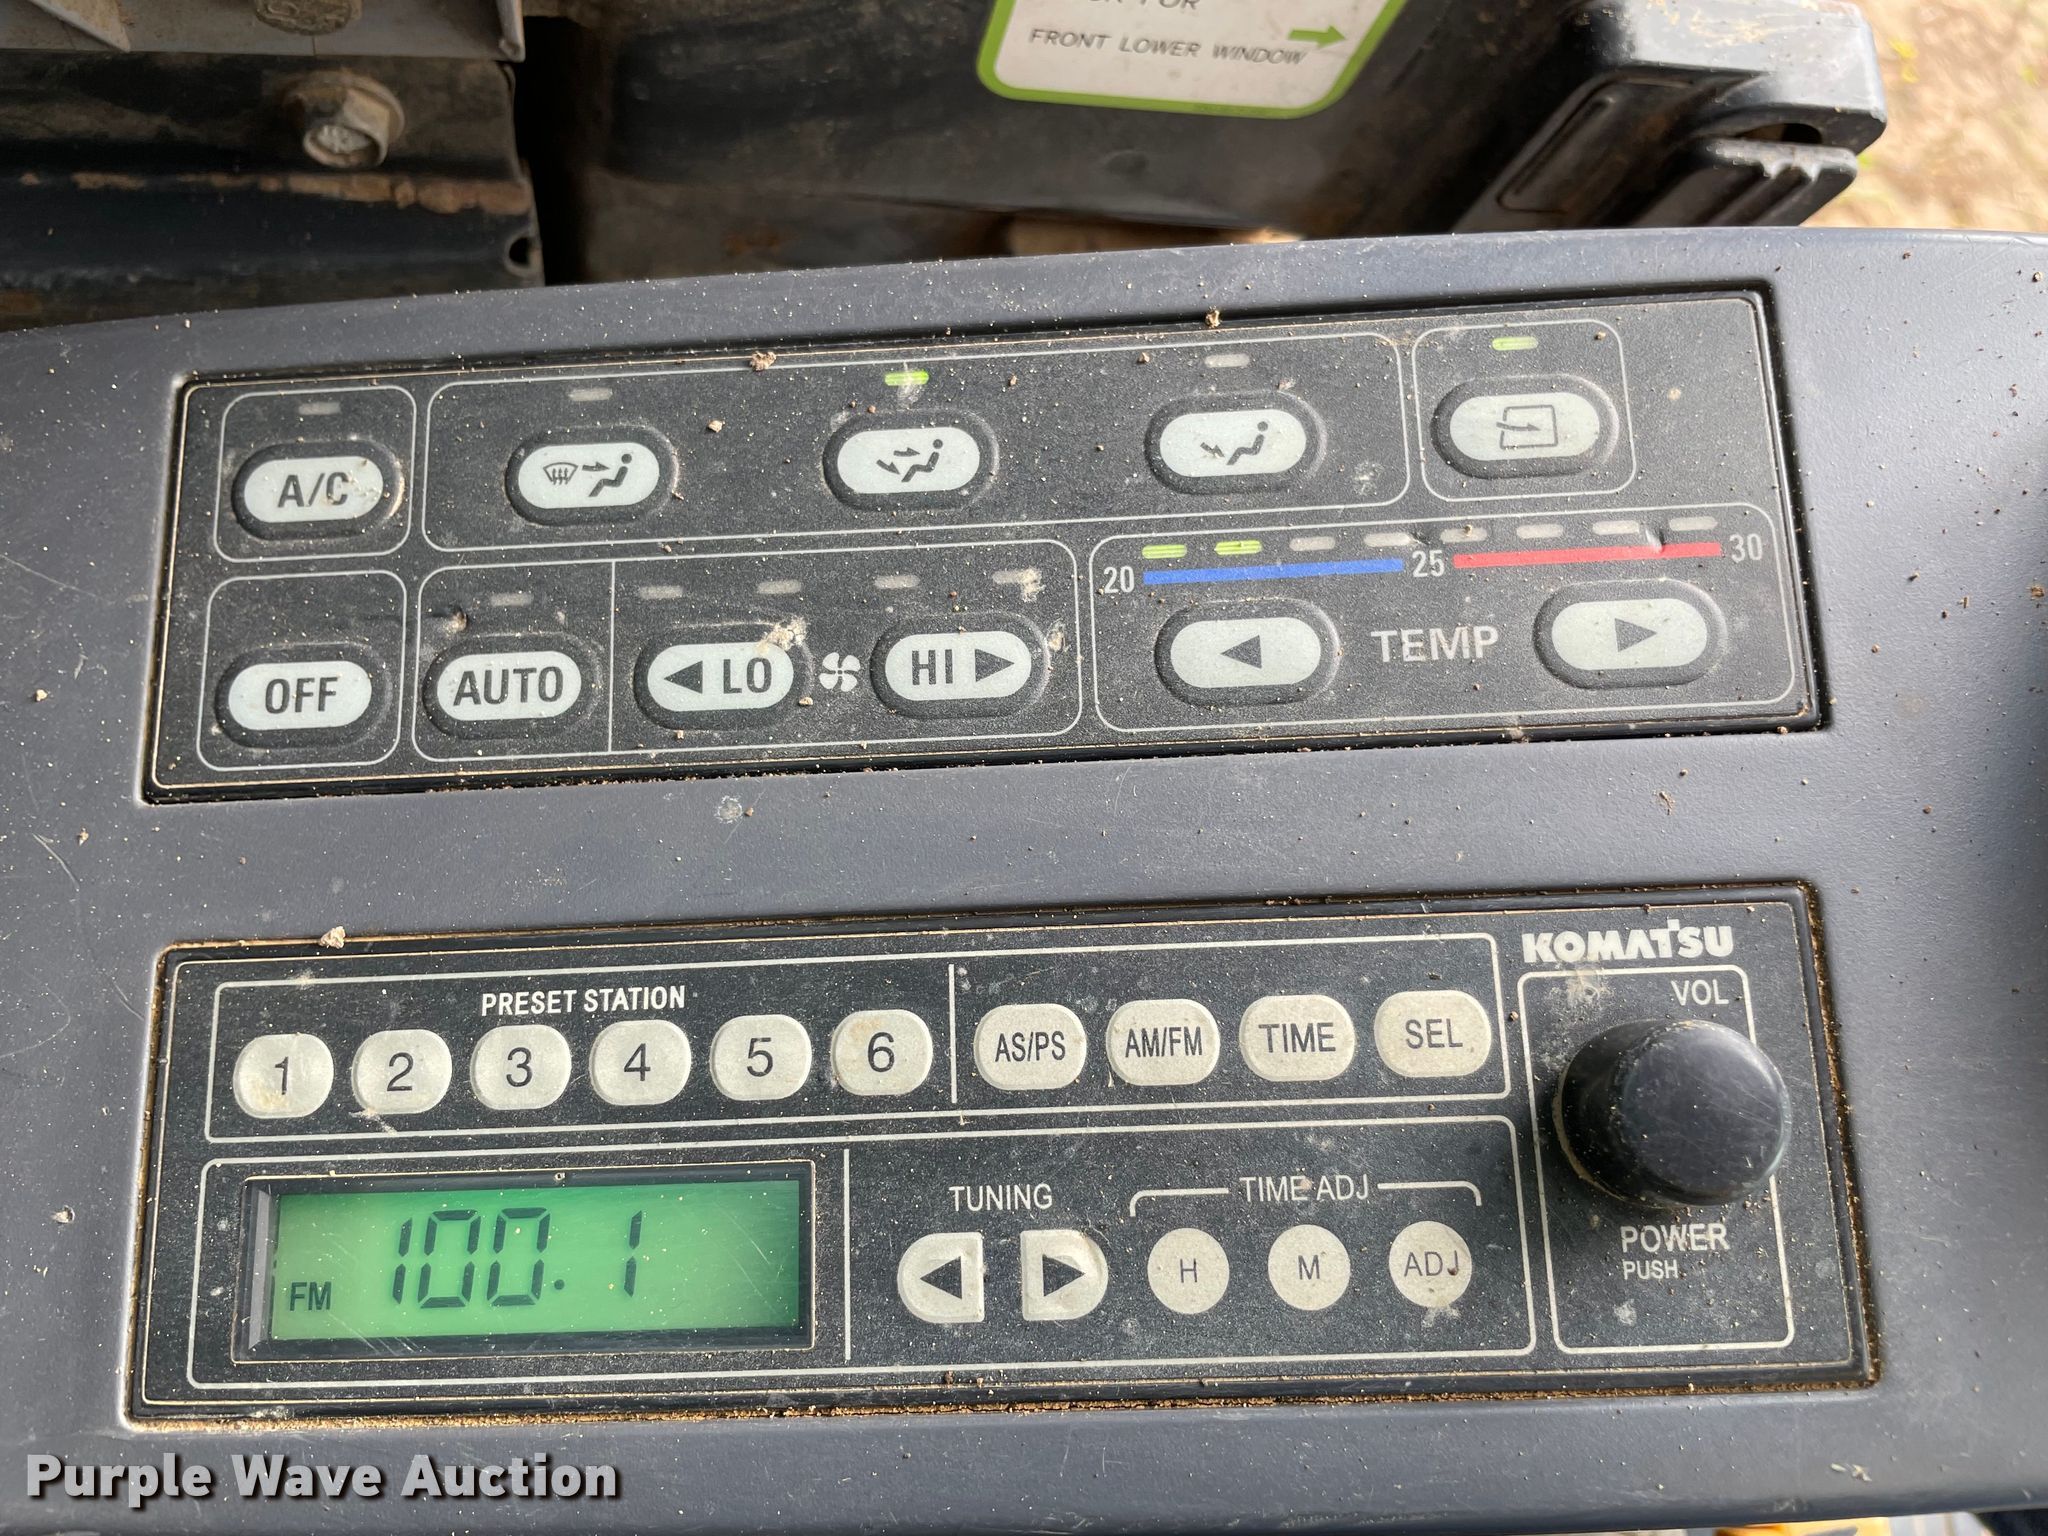 FOR
FRONT LOWER WINDOW
A/C
OFF
AUTO
LO
HI
20
25
30
TEMP
KOMATSU
PRESET STATION
1 2 3 4 5 6
AS/PS AM/FM TIME SEL
VOL
FM 100.1
TUNING
TIME ADJ
H M ADJ
POWER
PUSH
Purple Wave Auction